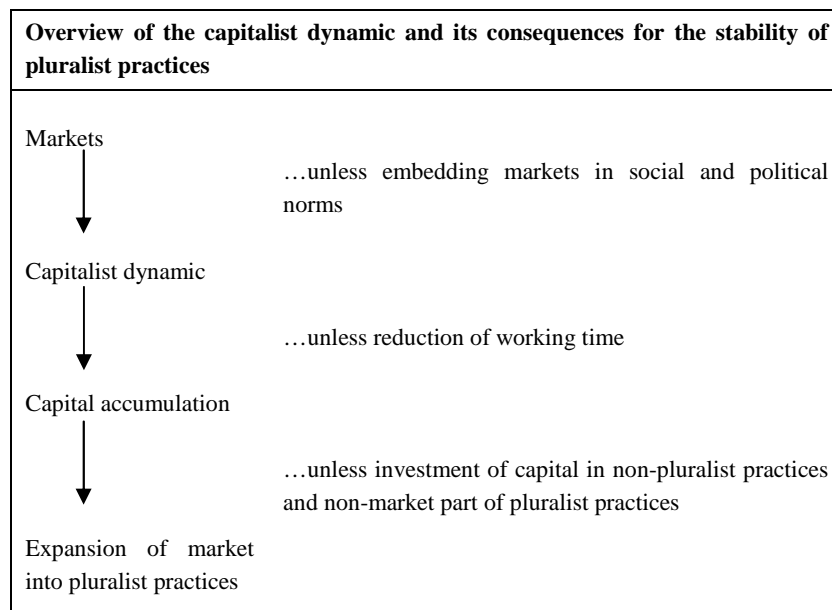 Overview of the capitalist dynamic and its consequences for the stability of
pluralist practices
Markets
…unless embedding markets in social and political
norms
Capitalist dynamic
…unless reduction of working time
Capital accumulation
…unless investment of capital in non-pluralist practices
and non-market part of pluralist practices
Expansion of market
into pluralist practices